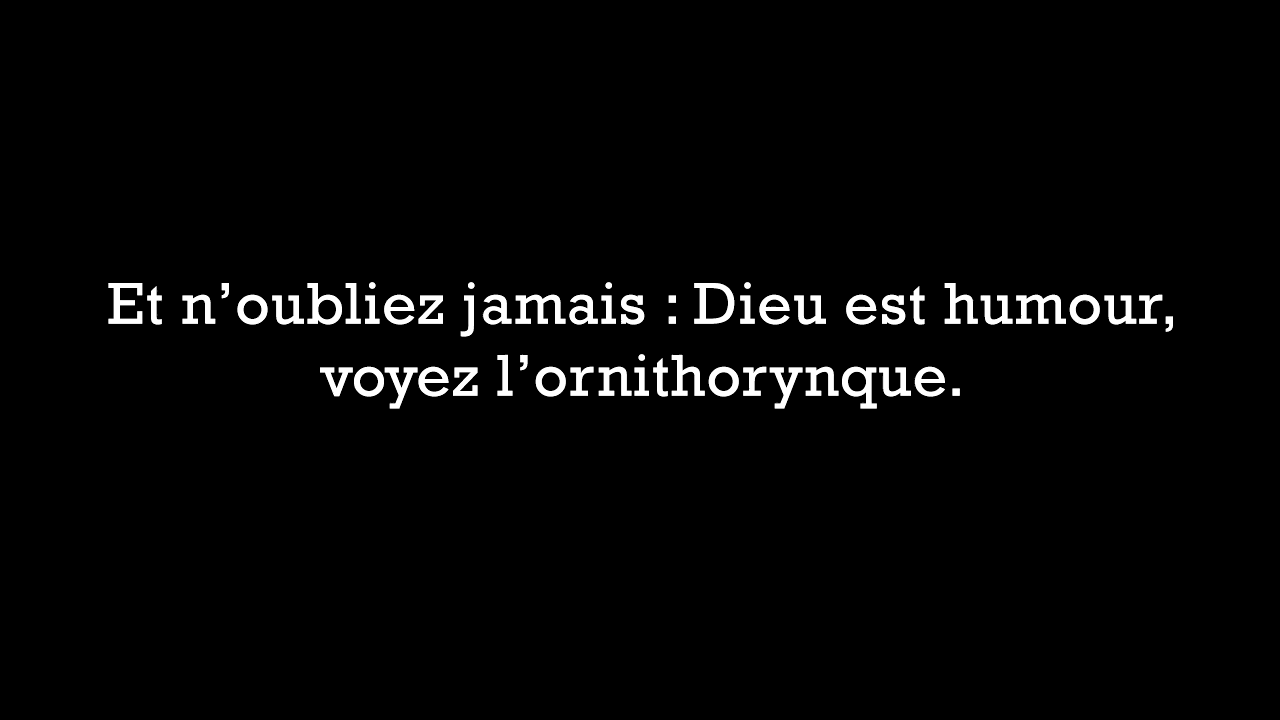 Et n’oubliez jamais : Dieu est humour,
voyez l’ornithorynque.